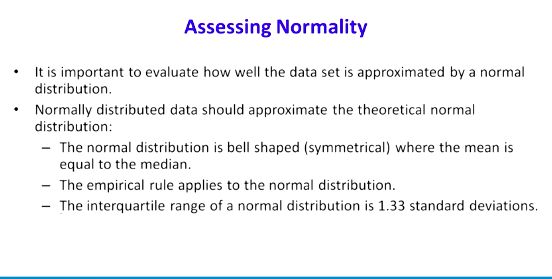 Assessing Normality
• It is important to evaluate how well the data set is approximated by a normal
distribution.
• Normally distributed data should approximate the theoretical normal
distribution:
– The normal distribution is bell shaped (symmetrical) where the mean is
equal to the median.
– The empirical rule applies to the normal distribution.
– The interquartile range of a normal distribution is 1.33 standard deviations.